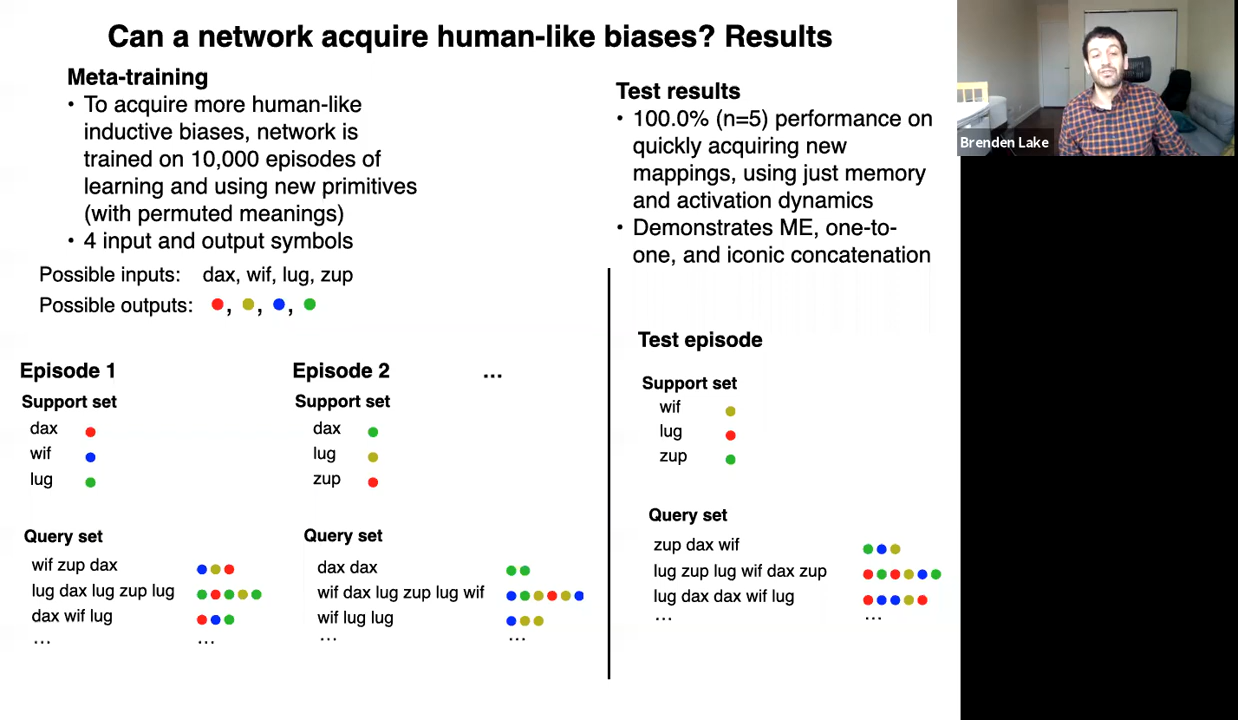 Can a network acquire human-like biases? Results
Meta-training
• To acquire more human-like
inductive biases, network is
trained on 10,000 episodes of
learning and using new primitives
(with permuted meanings)
• 4 input and output symbols
Possible inputs: dax, wif, lug, zup
Possible outputs: , , ,
Episode 1
Support set
dax
wif
lug
Query set
wif zup dax
lug dax lug zup lug
dax wif lug
... ...
Episode 2
Support set
dax
lug
zup
Query set
dax dax
wif dax lug zup lug wif
wif lug lug
... ...
...
Test results
• 100.0% (n=5) performance on
quickly acquiring new
mappings, using just memory
and activation dynamics
• Demonstrates ME, one-to-
one, and iconic concatenation
Test episode
Support set
wif
lug
zup
Query set
zup dax wif
lug zup lug wif dax zup
lug dax dax wif lug
... ...
Brenden Lake